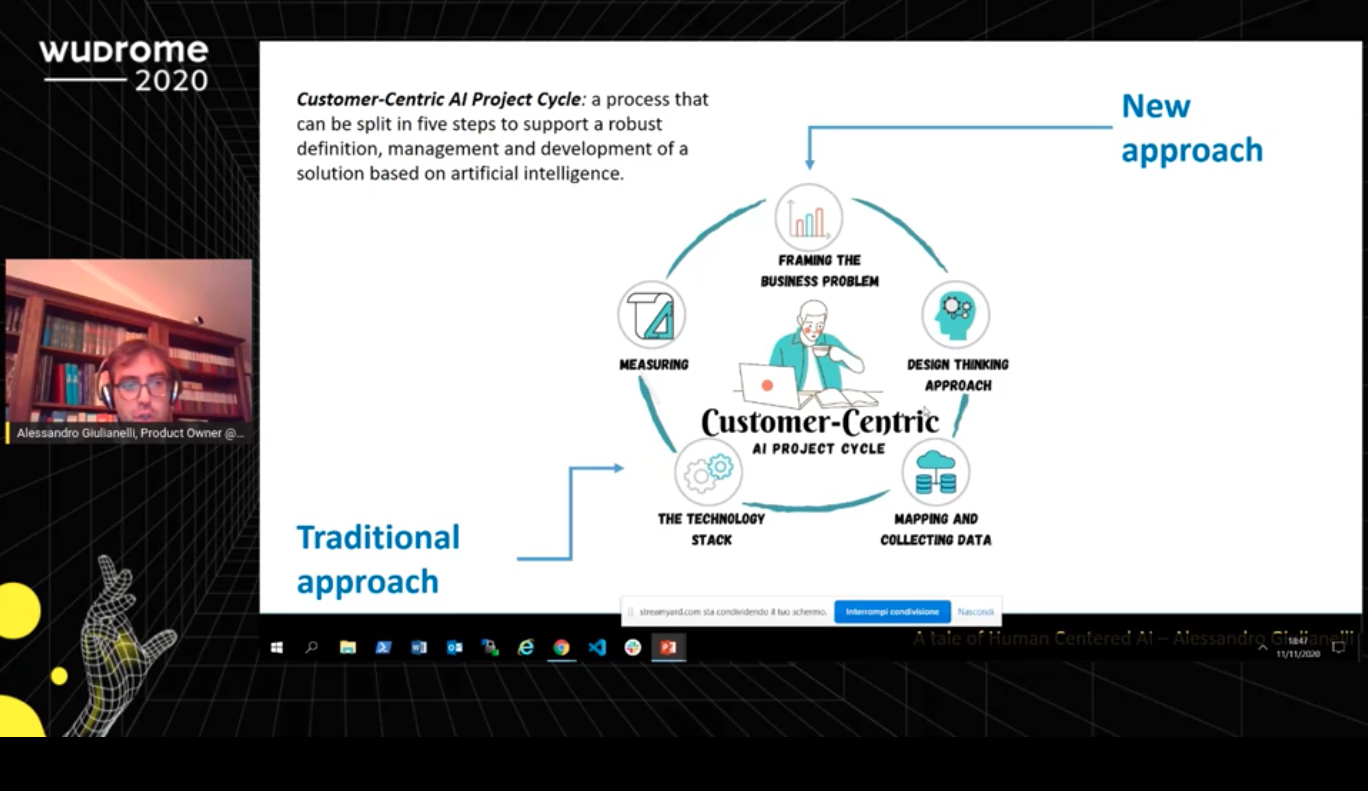 WUDROME
2020
Customer-Centric AI Project Cycle: a process that
can be split in five steps to support a robust
definition, management and development of a
solution based on artificial intelligence.
New
approach
FRAMING THE
BUSINESS PROBLEM
MEASURING
DESIGN THINKING
APPROACH
Customer-Centric
AI PROJECT CYCLE
THE TECHNOLOGY
STACK
MAPPING AND
COLLECTING DATA
Traditional
approach
Alessandro Giulianelli, Product Owner @...
streamyard.com sta condividendo il tuo schermo.
Interrompi condivisione
Nascondi
A tale of Human Centered AI – Alessandro Giulianelli
18:47
11/11/2020